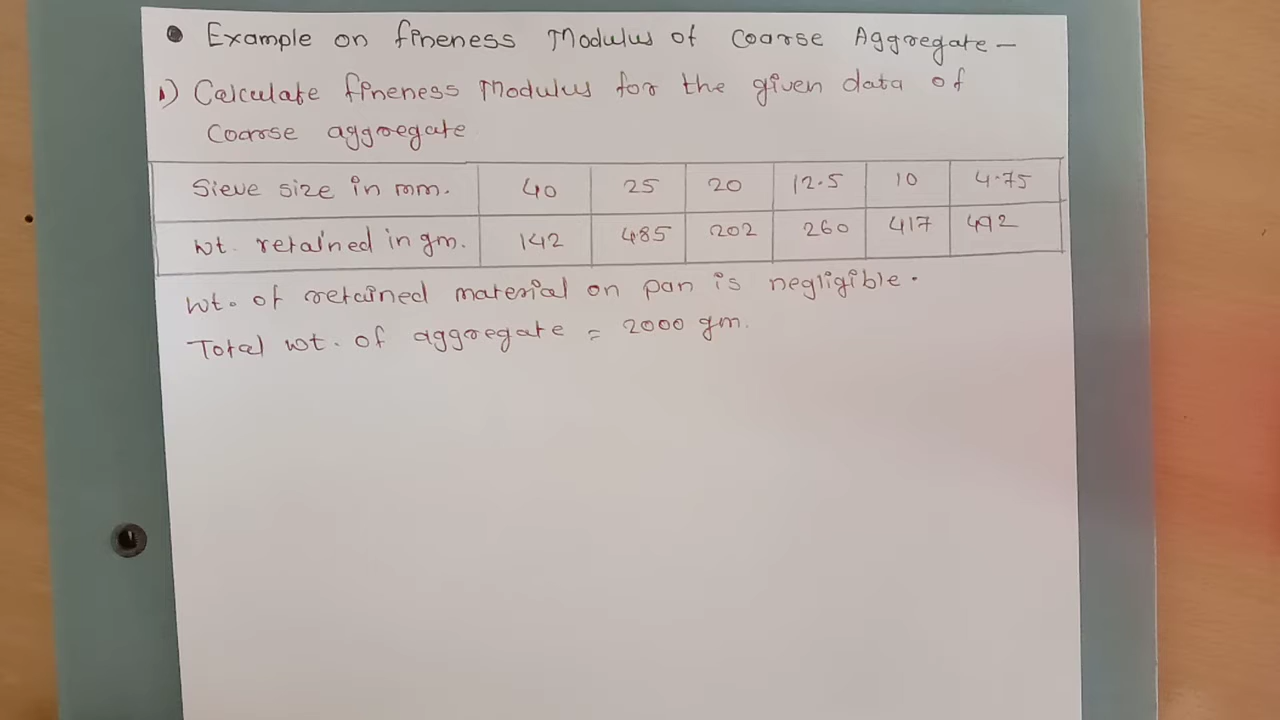 • Example on fineness Modulus of Coarse Aggregate -
1) Calculate fineness Modulus for the given data of
Coarse aggregate
Sieve size in mm. 40 25 20 12.5 10 4.75
Wt. retained in gm. 142 485 202 260 417 492
Wt. of retained material on pan is negligible.
Total wt. of aggregate = 2000 gm.